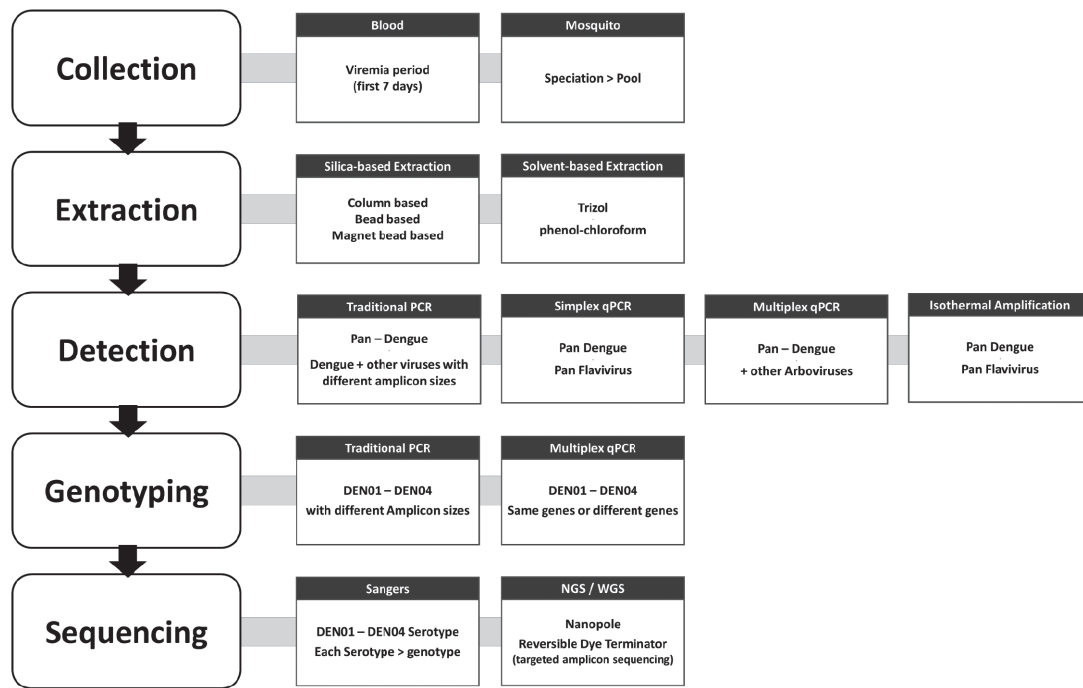 Collection
Blood
Viremia period
(first 7 days)
Mosquito
Speciation > Pool
Extraction
Silica-based Extraction
Column based
Bead based
Magnet bead based
Solvent-based Extraction
Trizol
phenol-chloroform
Detection
Traditional PCR
Pan – Dengue
Dengue + other viruses with
different amplicon sizes
Simplex qPCR
Pan Dengue
Pan Flavivirus
Multiplex qPCR
Pan – Dengue
+ other Arboviruses
Isothermal Amplification
Pan Dengue
Pan Flavivirus
Genotyping
Traditional PCR
DEN01 – DEN04
with different Amplicon sizes
Multiplex qPCR
DEN01 – DEN04
Same genes or different genes
Sequencing
Sangers
DEN01 – DEN04 Serotype
Each Serotype > genotype
NGS / WGS
Nanopole
Reversible Dye Terminator
(targeted amplicon sequencing)